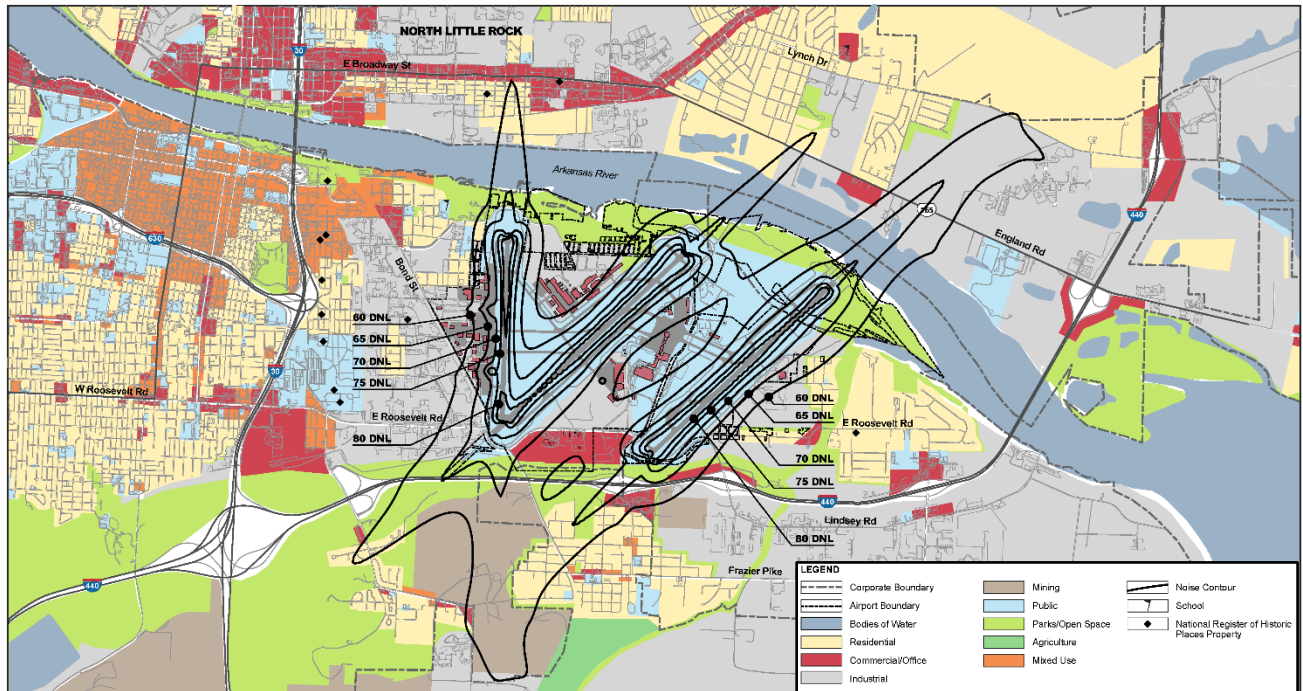 NORTH LITTLE ROCK
30
E Broadway St
Lynch Dr
Arkansas River
265
440
England Rd
630
Bond St
60 DNL
65 DNL
70 DNL
75 DNL
80 DNL
30
W Roosevelt Rd
E Roosevelt Rd
60 DNL
65 DNL
E Roosevelt Rd
70 DNL
75 DNL
440
Lindsey Rd
80 DNL
Frazier Pike
440
LEGEND
Corporate Boundary
Airport Boundary
Bodies of Water
Residential
Commercial/Office
Industrial
Mining
Public
Parks/Open Space
Agriculture
Mixed Use
Noise Contour
School
National Register of Historic
Places Property